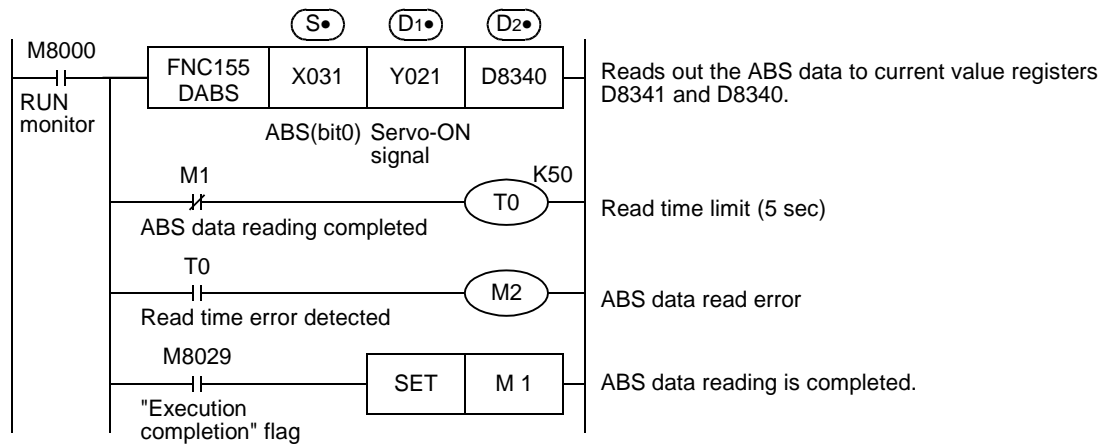 S• D1• D2•
M8000
FNC155
DABS
X031
Y021
D8340
Reads out the ABS data to current value registers
D8341 and D8340.
RUN
monitor
ABS(bit0)
Servo-ON
signal
M1
K50
T0
Read time limit (5 sec)
ABS data reading completed
T0
M2
ABS data read error
Read time error detected
M8029
SET
M 1
ABS data reading is completed.
"Execution
completion" flag